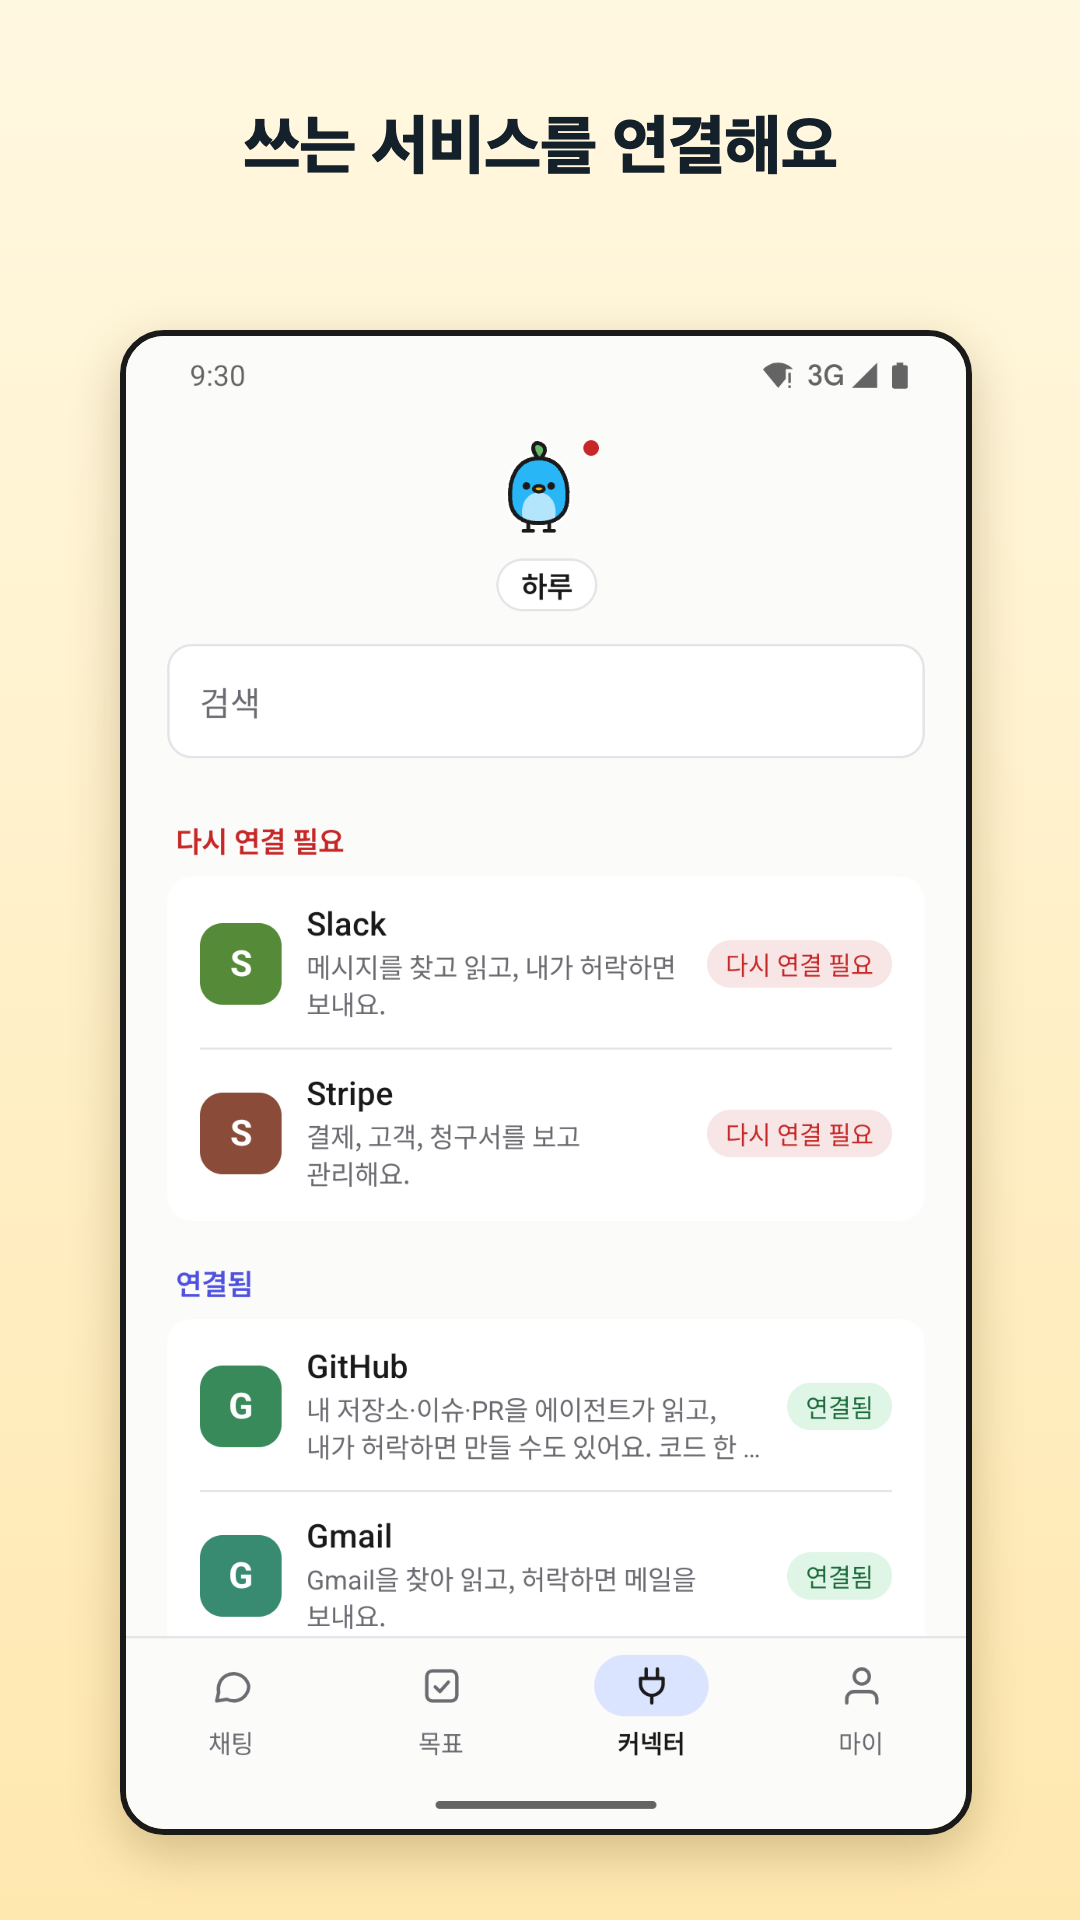 쓰는 서비스를 연결해요
9:30
3G
하루
검색
다시 연결 필요
S
Slack
메시지를 찾고 읽고, 내가 허락하면
보내요.
다시 연결 필요
S
Stripe
결제, 고객, 청구서를 보고
관리해요.
다시 연결 필요
연결됨
G
GitHub
내 저장소·이슈·PR을 에이전트가 읽고,
내가 허락하면 만들 수도 있어요. 코드 한 ...
연결됨
G
Gmail
Gmail을 찾아 읽고, 허락하면 메일을
보내요.
연결됨
채팅
목표
커넥터
마이